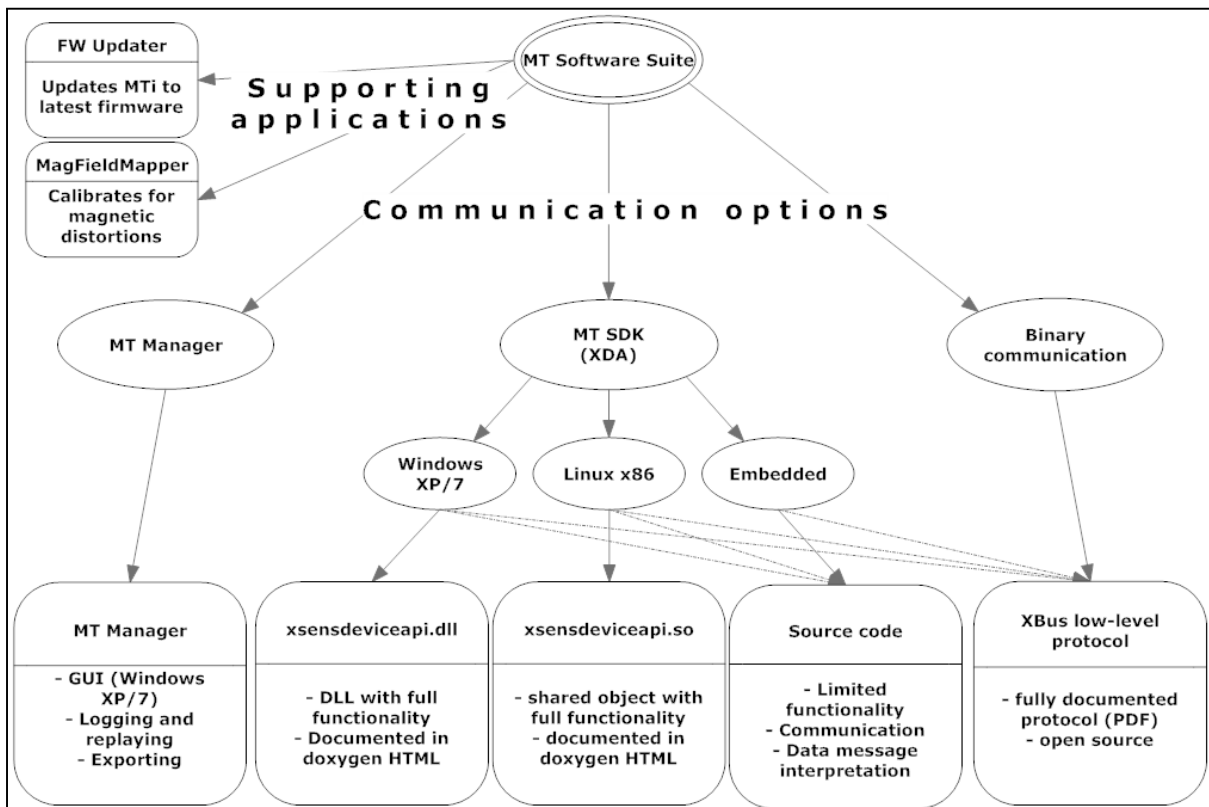 FW Updater
Updates MTi to
latest firmware
MT Software Suite
Supporting
applications
MagFieldMapper
Calibrates for
magnetic
distortions
Communication options
MT Manager
MT SDK
(XDA)
Binary
communication
Windows
XP/7
Linux x86
Embedded
MT Manager
- GUI (Windows
XP/7)
- Logging and
replaying
- Exporting
xsensdeviceapi.dll
- DLL with full
functionality
- Documented in
doxygen HTML
xsensdeviceapi.so
- shared object with
full functionality
- documented in
doxygen HTML
Source code
- Limited
functionality
- Communication
- Data message
interpretation
XBus low-level
protocol
- fully documented
protocol (PDF)
- open source